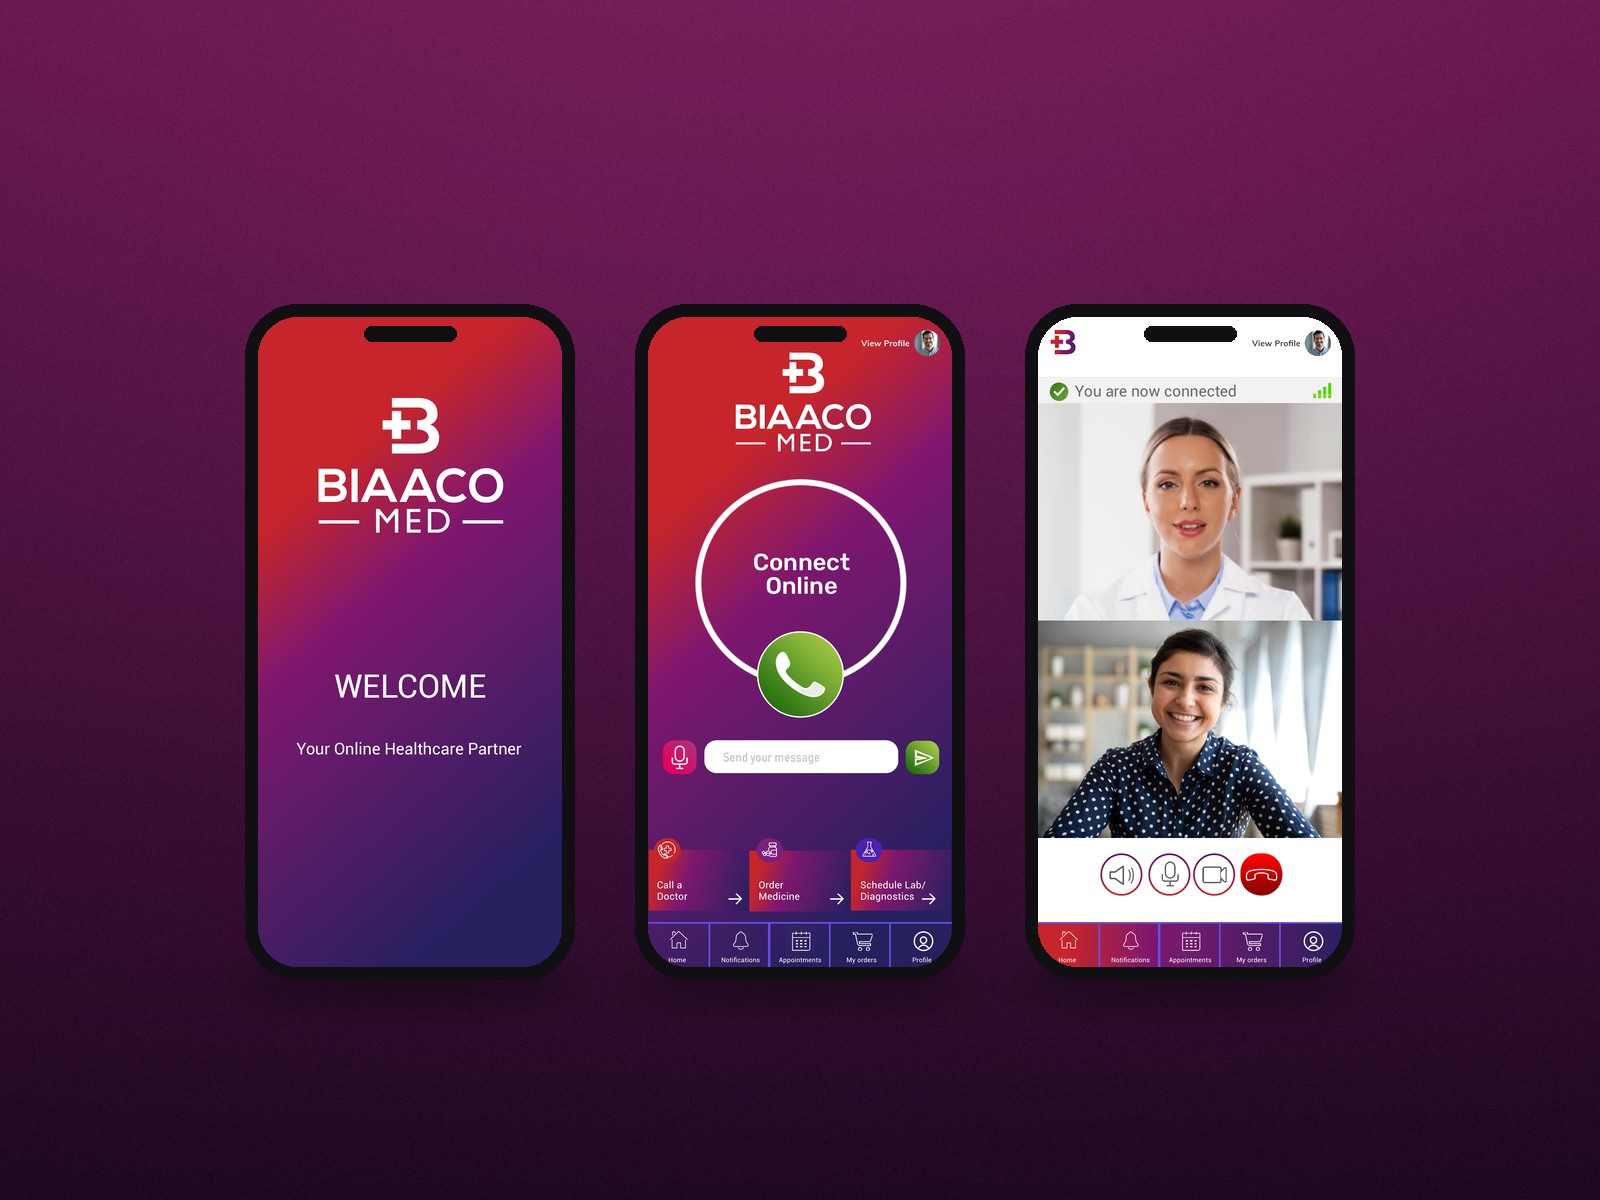 BIAACO
MED
WELCOME
Your Online Healthcare Partner
View Profile
BIAACO
MED
Connect
Online
Send your message
Call a
Doctor
Order
Medicine
Schedule Lab/
Diagnostics
Home
Notifications
Appointments
My orders
Profile
View Profile
You are now connected
Home
Notifications
Appointments
My orders
Profile